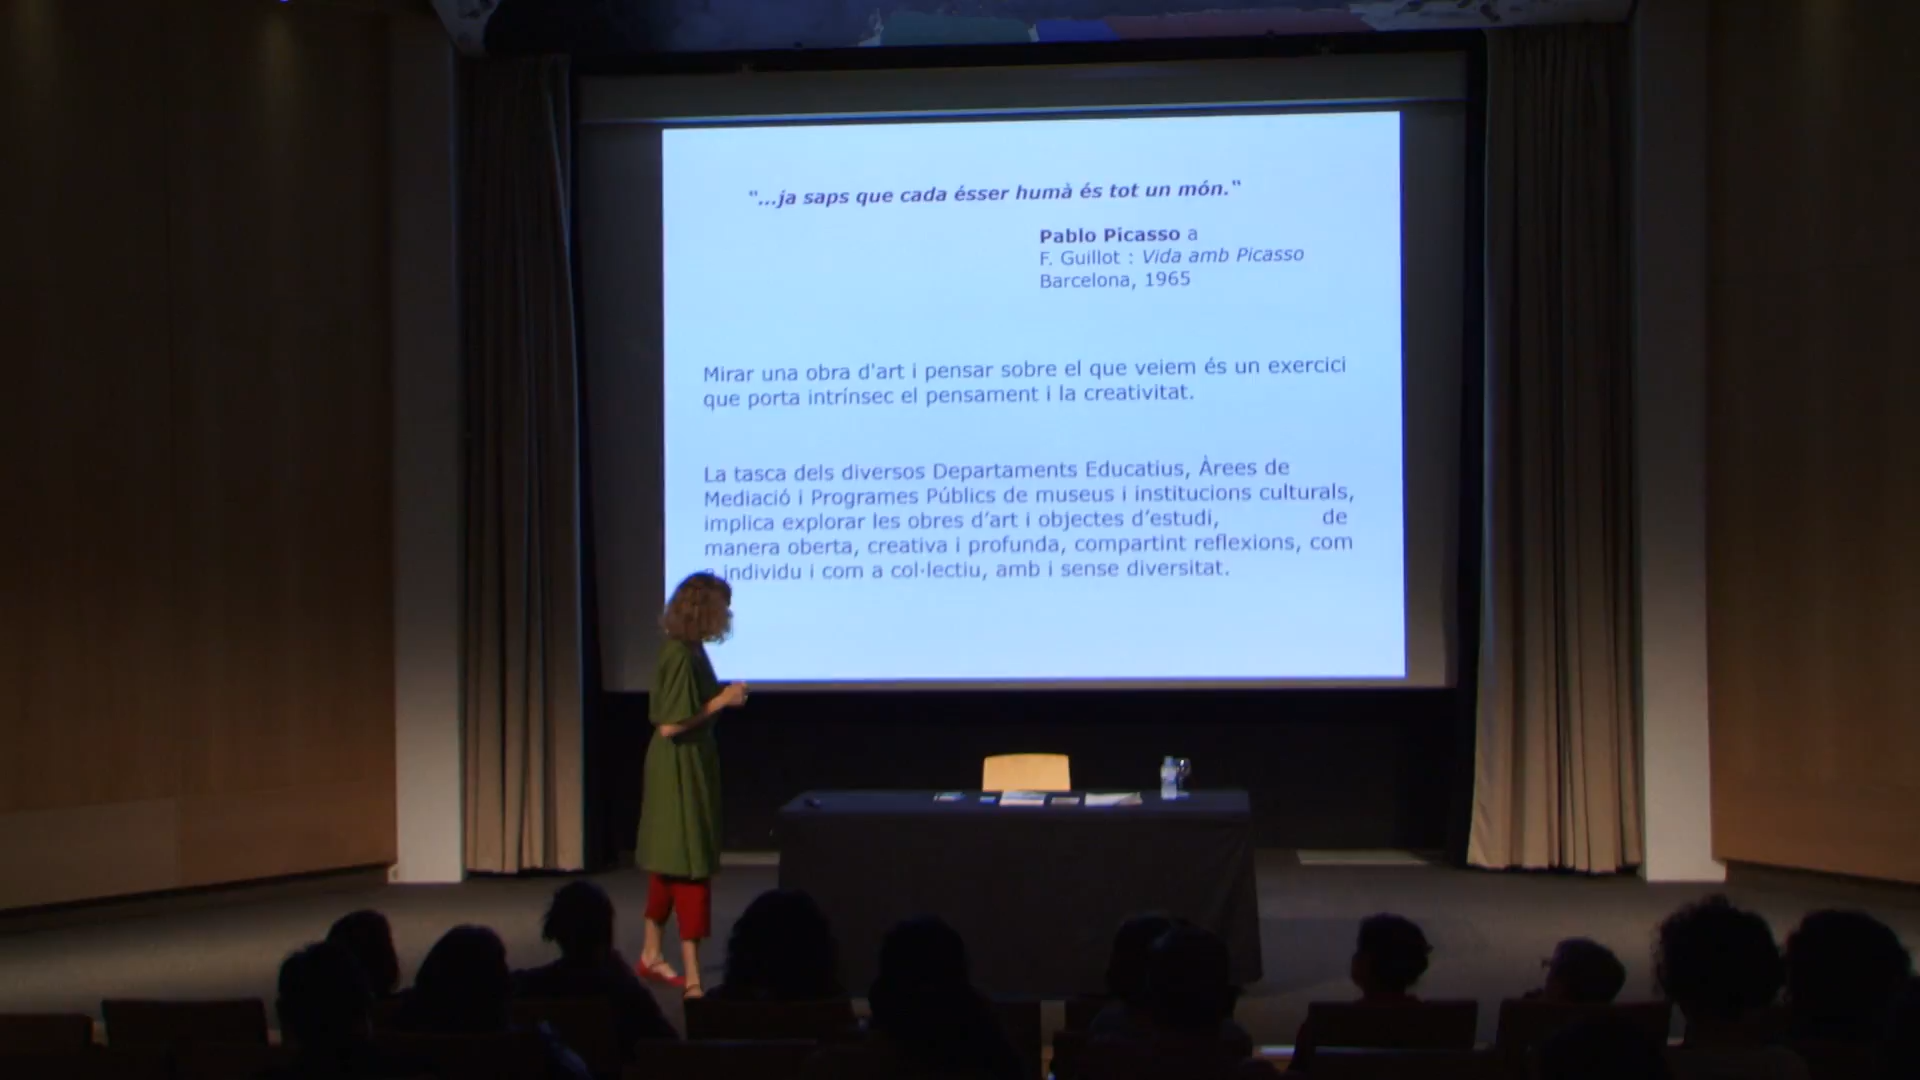 "...ja saps que cada ésser humà és tot un món."
Pablo Picasso a
F. Guillot : Vida amb Picasso
Barcelona, 1965
Mirar una obra d'art i pensar sobre el que veiem és un exercici
que porta intrínsec el pensament i la creativitat.
La tasca dels diversos Departaments Educatius, Àrees de
Mediació i Programes Públics de museus i institucions culturals,
implica explorar les obres d’art i objectes d’estudi, de
manera oberta, creativa i profunda, compartint reflexions, com
individu i com a col·lectiu, amb i sense diversitat.